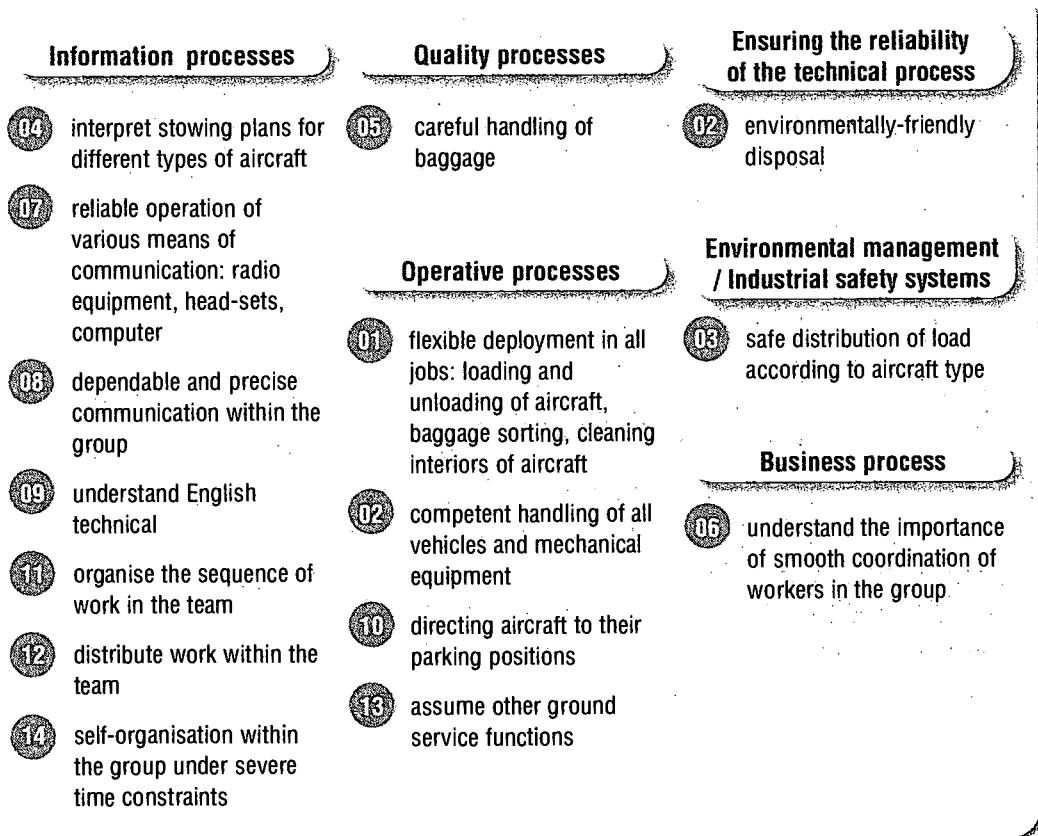 Information processes
04 interpret stowing plans for
different types of aircraft
07 reliable operation of
various means of
communication: radio
equipment, head-sets,
computer
08 dependable and precise
communication within the
group
09 understand English
technical
11 organise the sequence of
work in the team
12 distribute work within the
team
14 self-organisation within
the group under severe
time constraints
Quality processes
05 careful handling of
baggage
Operative processes
01 flexible deployment in all
jobs: loading and
unloading of aircraft,
baggage sorting, cleaning
interiors of aircraft
02 competent handling of all
vehicles and mechanical
equipment
10 directing aircraft to their
parking positions
13 assume other ground
service functions
Ensuring the reliability
of the technical process
02 environmentally-friendly
disposal
Environmental management
/ Industrial safety systems
03 safe distribution of load
according to aircraft type
Business process
06 understand the importance
of smooth coordination of
workers in the group